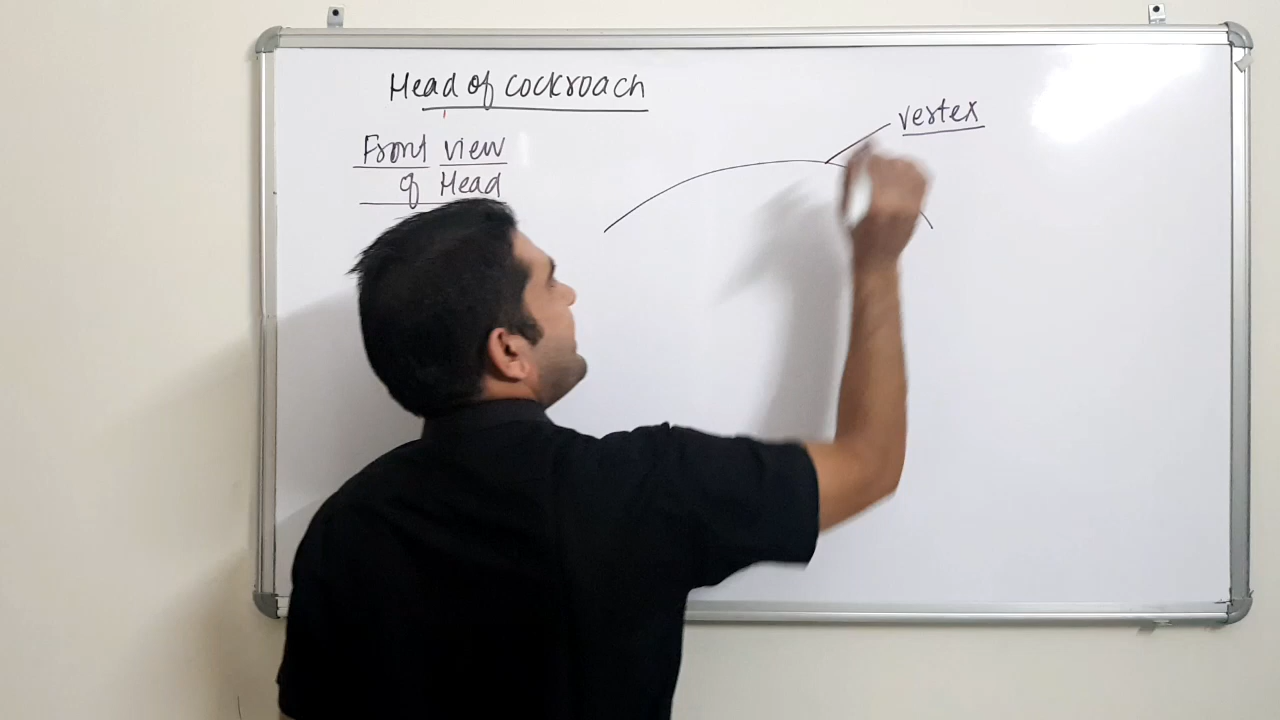 Head of cockroach
Front view
of Head
vertex